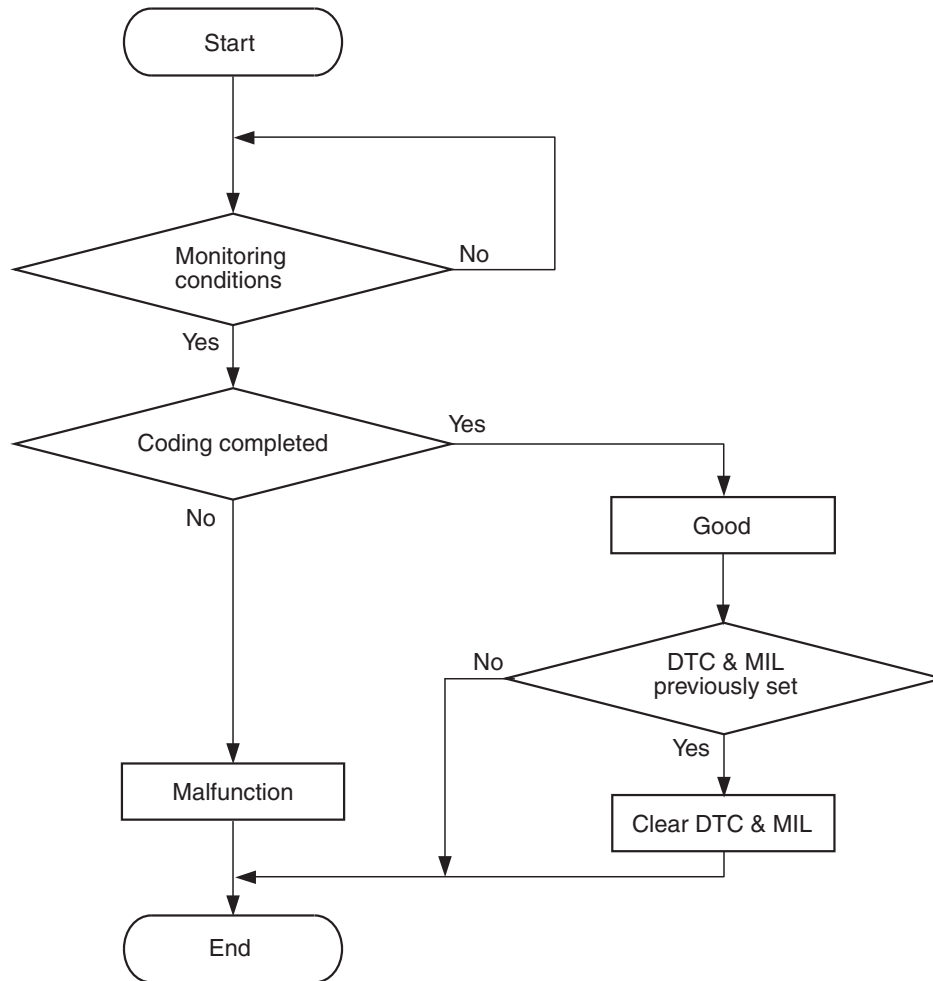 Start
Monitoring
conditions
No
Yes
Coding completed
Yes
No
Good
DTC & MIL
previously set
No
Yes
Malfunction
Clear DTC & MIL
End